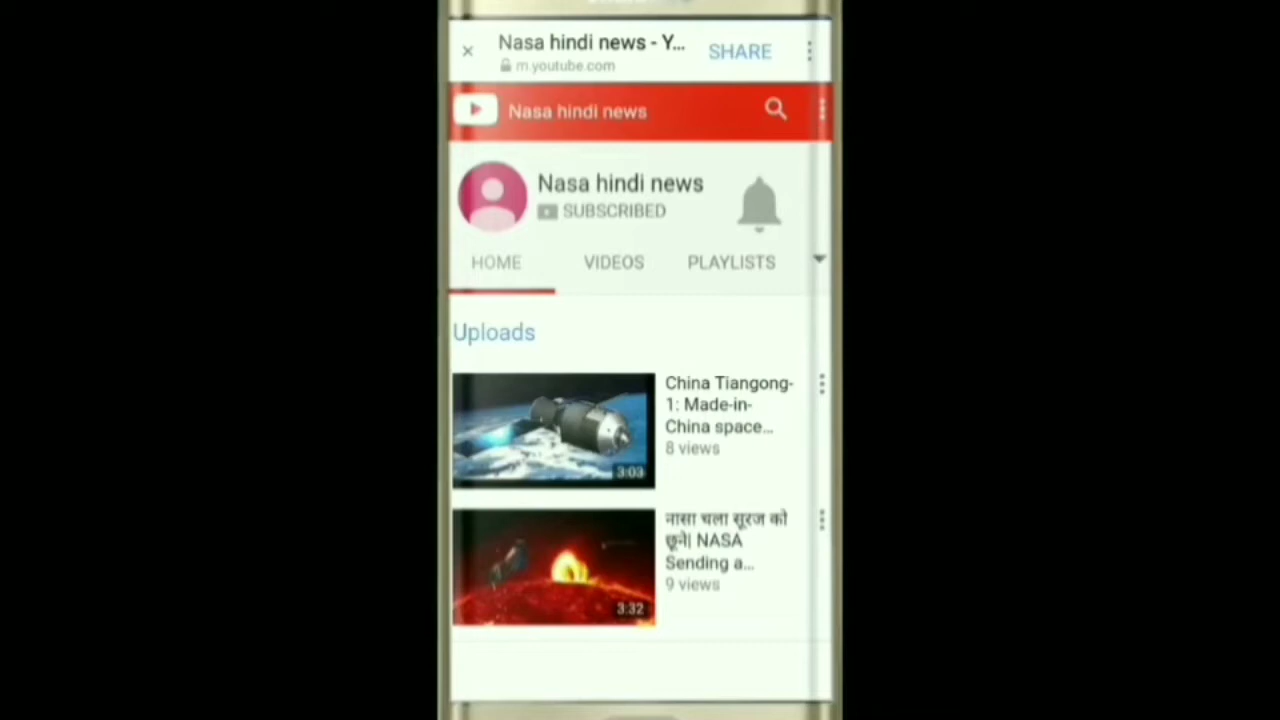 Nasa hindi news - Y...
SHARE
m.youtube.com
Nasa hindi news
Nasa hindi news
SUBSCRIBED
HOME VIDEOS PLAYLISTS
Uploads
China Tiangong-
1: Made-in-
China space...
8 views
3:03
नासा चला सूरज को
छूने| NASA
Sending a...
9 views
3:32